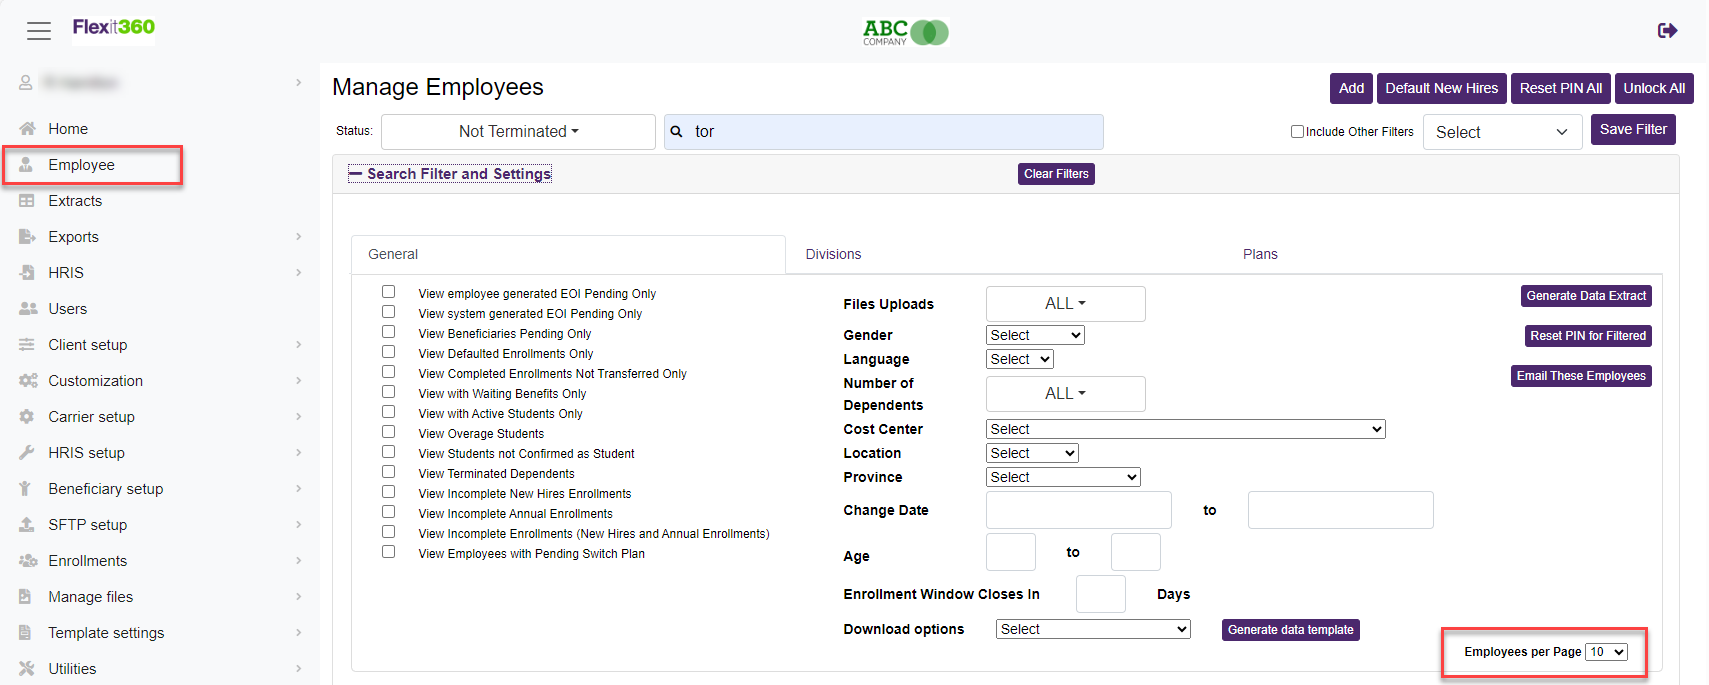 Flexit360
ABC
COMPANY
Home
Employee
Extracts
Exports
HRIS
Users
Client setup
Customization
Carrier setup
HRIS setup
Beneficiary setup
SFTP setup
Enrollments
Manage files
Template settings
Utilities
Manage Employees
Add
Default New Hires
Reset PIN All
Unlock All
Status:
Not Terminated
tor
Include Other Filters
Select
Save Filter
Search Filter and Settings
Clear Filters
General
Divisions
Plans
View employee generated EOI Pending Only
View system generated EOI Pending Only
View Beneficiaries Pending Only
View Defaulted Enrollments Only
View Completed Enrollments Not Transferred Only
View with Waiting Benefits Only
View with Active Students Only
View Overage Students
View Students not Confirmed as Student
View Terminated Dependents
View Incomplete New Hires Enrollments
View Incomplete Annual Enrollments
View Incomplete Enrollments (New Hires and Annual Enrollments)
View Employees with Pending Switch Plan
Files Uploads ALL
Gender Select
Language Select
Number of
Dependents ALL
Cost Center Select
Location Select
Province Select
Change Date to
Age to
Enrollment Window Closes In Days
Download options Select Generate data template
Generate Data Extract
Reset PIN for Filtered
Email These Employees
Employees per Page 10